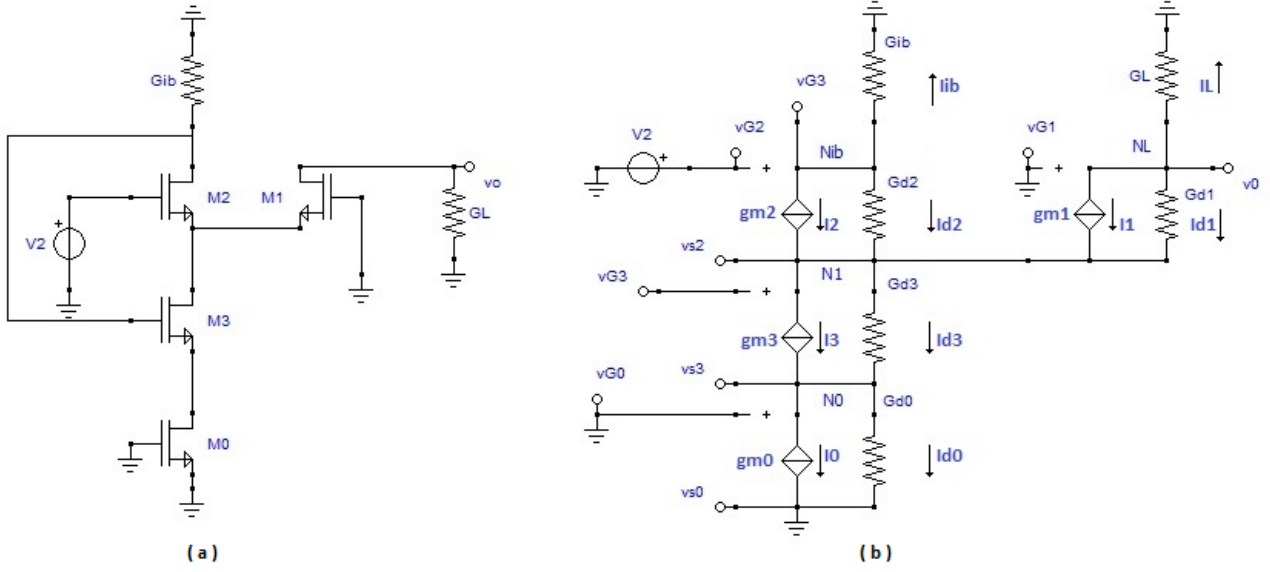 Gib
M2
M1
vo
GL
V2
+
M3
M0
( a )
Gib
Iib
vG3
GL
IL
V2
+
vG2
+
Nib
vG1
+
NL
v0
gm2
I2
Gd2
Id2
gm1
I1
Gd1
Id1
vs2
N1
Gd3
vG3
+
gm3
I3
Id3
vG0
vs3
N0
Gd0
+
gm0
I0
Id0
vs0
( b )